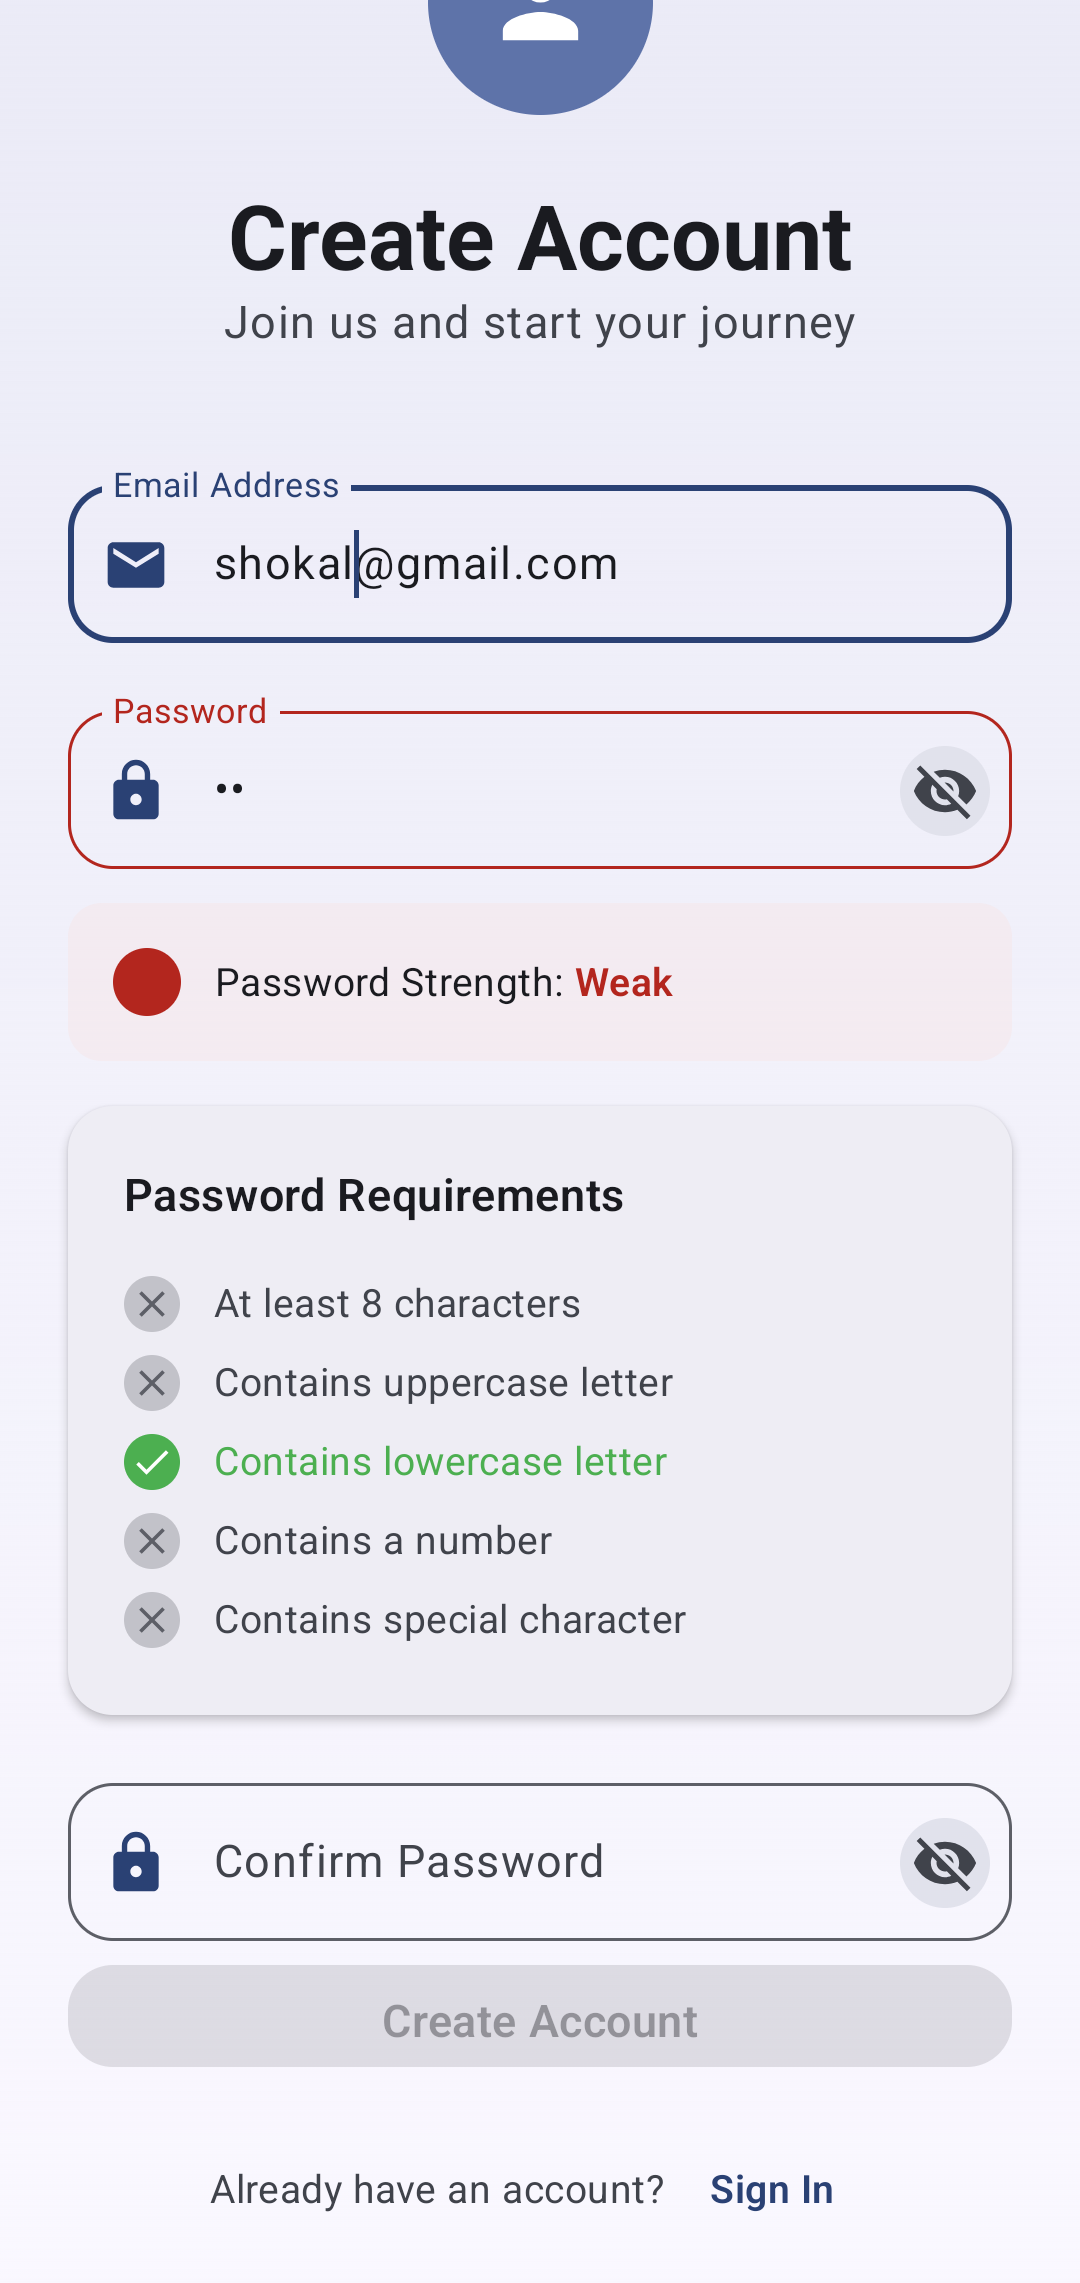 Create Account
Join us and start your journey
Email Address
shokal@gmail.com
Password
••
Password Strength: Weak
Password Requirements
At least 8 characters
Contains uppercase letter
Contains lowercase letter
Contains a number
Contains special character
Confirm Password
Create Account
Already have an account? Sign In